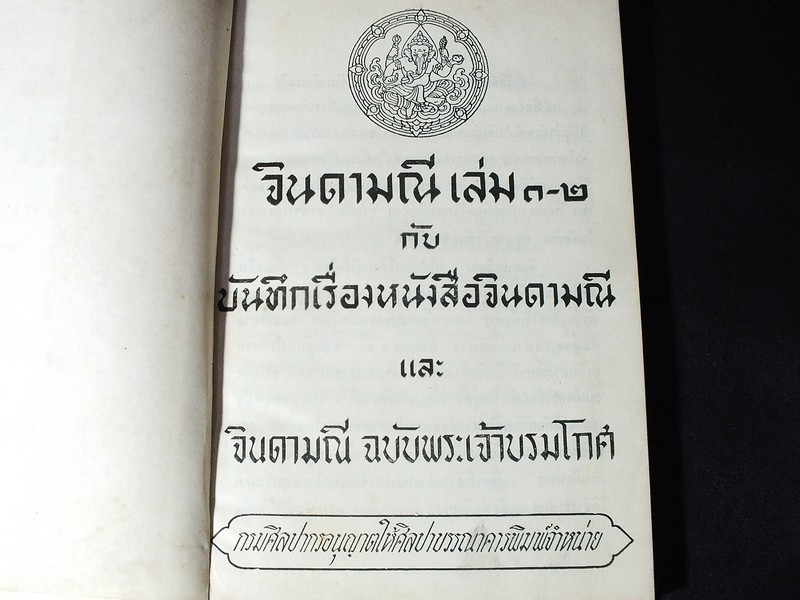 จินดามณี เล่ม ๑-๒
กับ
บันทึกเรื่องหนังสือจินดามณี
และ
จินดามณี ฉบับพระเจ้าบรมโกศ
กรมศิลปากรอนุญาตให้ศิลปาบรรณาคารพิมพ์จำหน่าย